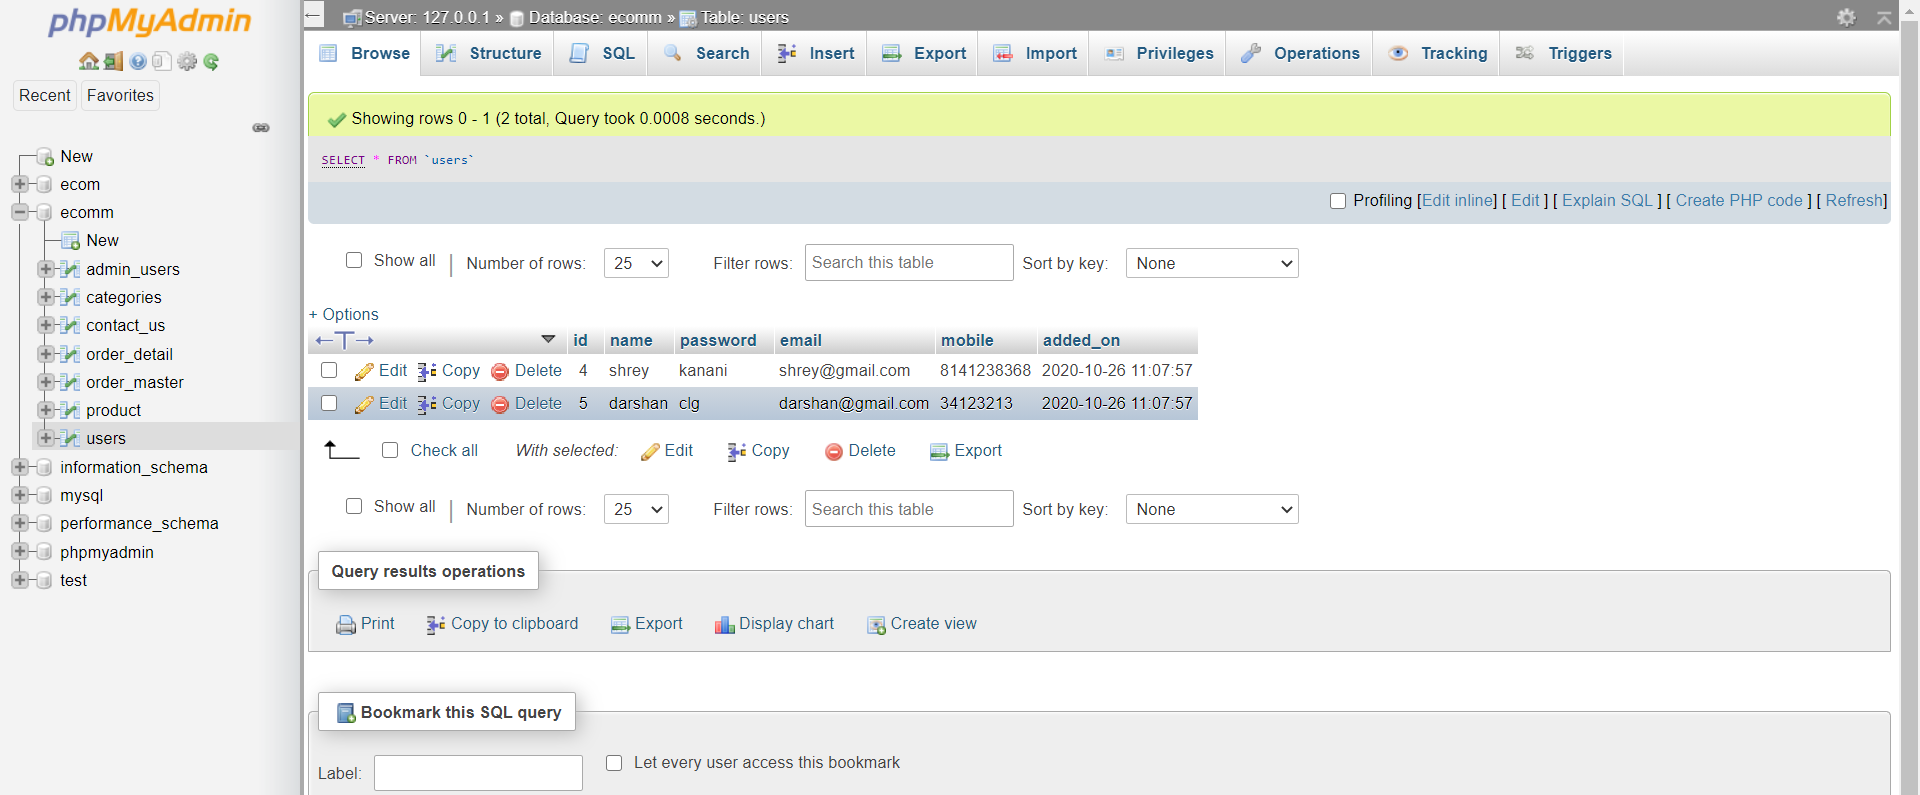 phpMyAdmin
Recent Favorites
New
ecom
ecomm
New
admin_users
categories
contact_us
order_detail
order_master
product
users
information_schema
mysql
performance_schema
phpmyadmin
test
Server: 127.0.0.1 » Database: ecomm » Table: users
Browse Structure SQL Search Insert Export Import Privileges Operations Tracking Triggers
Showing rows 0 - 1 (2 total, Query took 0.0008 seconds.)
SELECT * FROM `users`
Profiling [Edit inline] [ Edit ] [ Explain SQL ] [ Create PHP code ] [ Refresh]
Show all | Number of rows: 25 Filter rows: Search this table Sort by key: None
+ Options
←T→ id name password email mobile added_on
Edit Copy Delete 4 shrey kanani shrey@gmail.com 8141238368 2020-10-26 11:07:57
Edit Copy Delete 5 darshan clg darshan@gmail.com 34123213 2020-10-26 11:07:57
Check all With selected: Edit Copy Delete Export
Show all | Number of rows: 25 Filter rows: Search this table Sort by key: None
Query results operations
Print Copy to clipboard Export Display chart Create view
Bookmark this SQL query
Label: Let every user access this bookmark